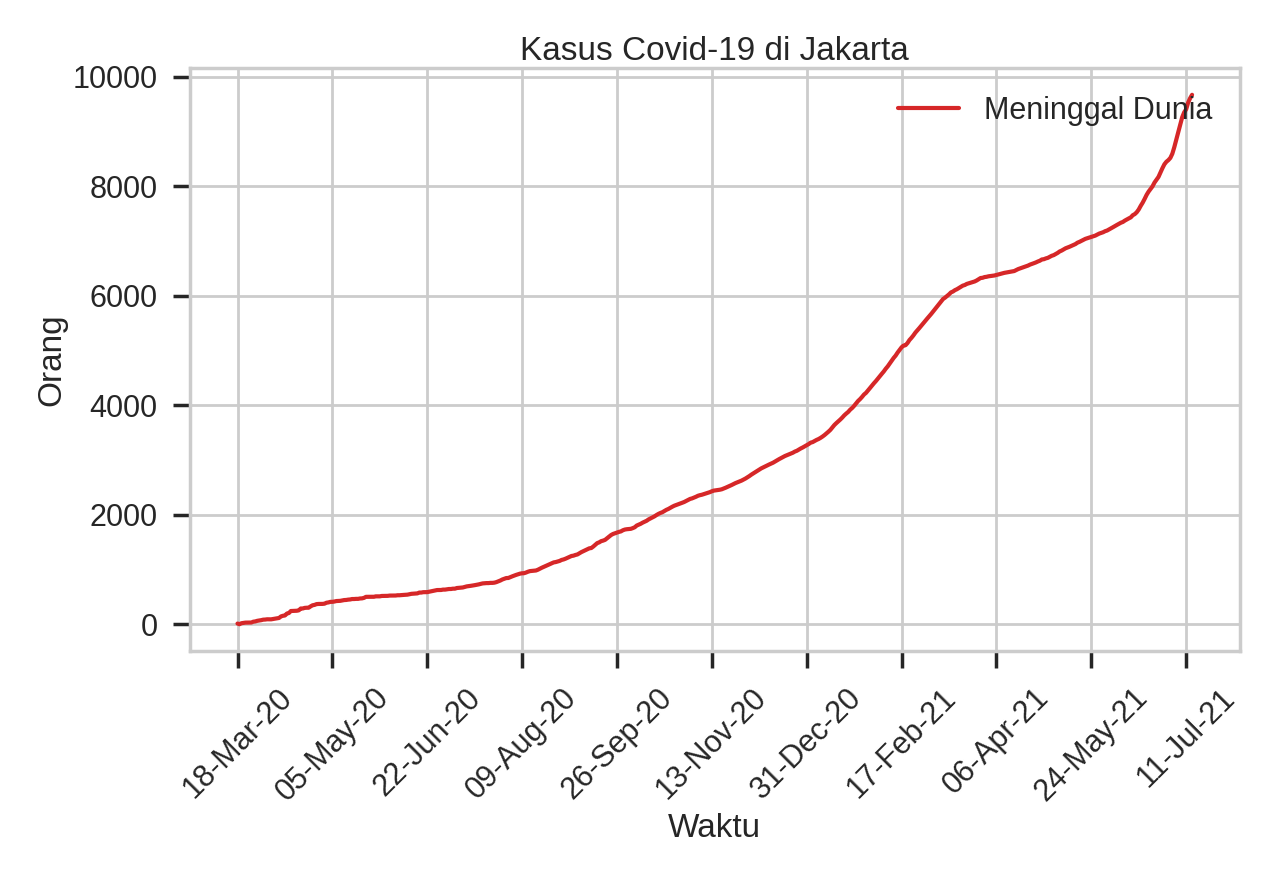 Kasus Covid-19 di Jakarta
Meninggal Dunia
Orang
10000
8000
6000
4000
2000
0
18-Mar-20
05-May-20
22-Jun-20
09-Aug-20
26-Sep-20
13-Nov-20
31-Dec-20
17-Feb-21
06-Apr-21
24-May-21
11-Jul-21
Waktu